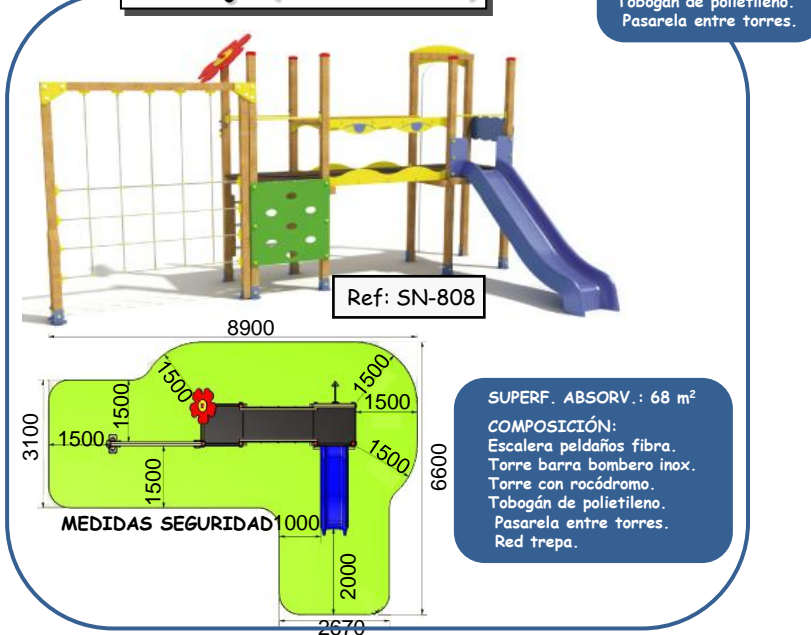 Tobogán de polietileno.
Pasarela entre torres.
Ref: SN-808
8900
1500
1500
3100
1500
1500
1500
1500
1500
6600
MEDIDAS SEGURIDAD
1000
2000
2670
SUPERF. ABSORV.: 68 m²
COMPOSICIÓN:
Escalera peldaños fibra.
Torre barra bombero inox.
Torre con rocódromo.
Tobogán de polietileno.
Pasarela entre torres.
Red trepa.